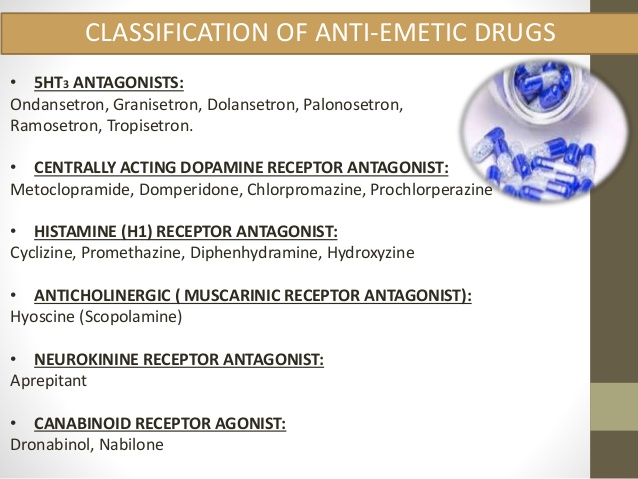 CLASSIFICATION OF ANTI-EMETIC DRUGS
• 5HT3 ANTAGONISTS:
Ondansetron, Granisetron, Dolansetron, Palonosetron,
Ramosetron, Tropisetron.
• CENTRALLY ACTING DOPAMINE RECEPTOR ANTAGONIST:
Metoclopramide, Domperidone, Chlorpromazine, Prochlorperazine
• HISTAMINE (H1) RECEPTOR ANTAGONIST:
Cyclizine, Promethazine, Diphenhydramine, Hydroxyzine
• ANTICHOLINERGIC ( MUSCARINIC RECEPTOR ANTAGONIST):
Hyoscine (Scopolamine)
• NEUROKININE RECEPTOR ANTAGONIST:
Aprepitant
• CANABINOID RECEPTOR AGONIST:
Dronabinol, Nabilone